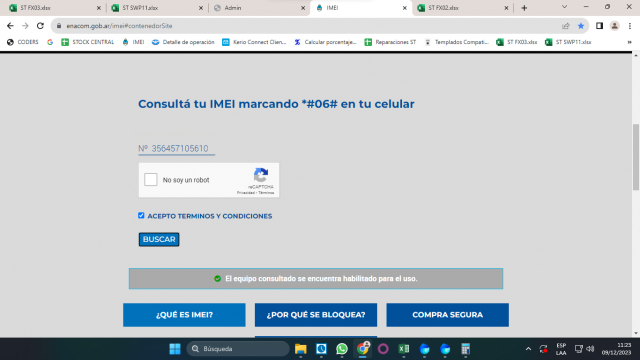 ST FX03.xlsx
ST SWP11.xlsx
Admin
IMEI
ST FX02.xlsx
enacom.gob.ar/imei#contenedorSite
CODERS
STOCK CENTRAL
IMEI
Detalle de operación
Kerio Connect Clien...
Calcular porcentaje...
Reparaciones ST
Templados Compati...
ST FX03.xlsx
ST SWP11.xlsx
Consultá tu IMEI marcando *#06# en tu celular
Nº 356457105610
No soy un robot
reCAPTCHA
Privacidad - Términos
ACEPTO TERMINOS Y CONDICIONES
BUSCAR
El equipo consultado se encuentra habilitado para el uso.
¿QUÉ ES IMEI?
¿POR QUÉ SE BLOQUEA?
COMPRA SEGURA
Búsqueda
ESP
LAA
11:23
09/12/2023